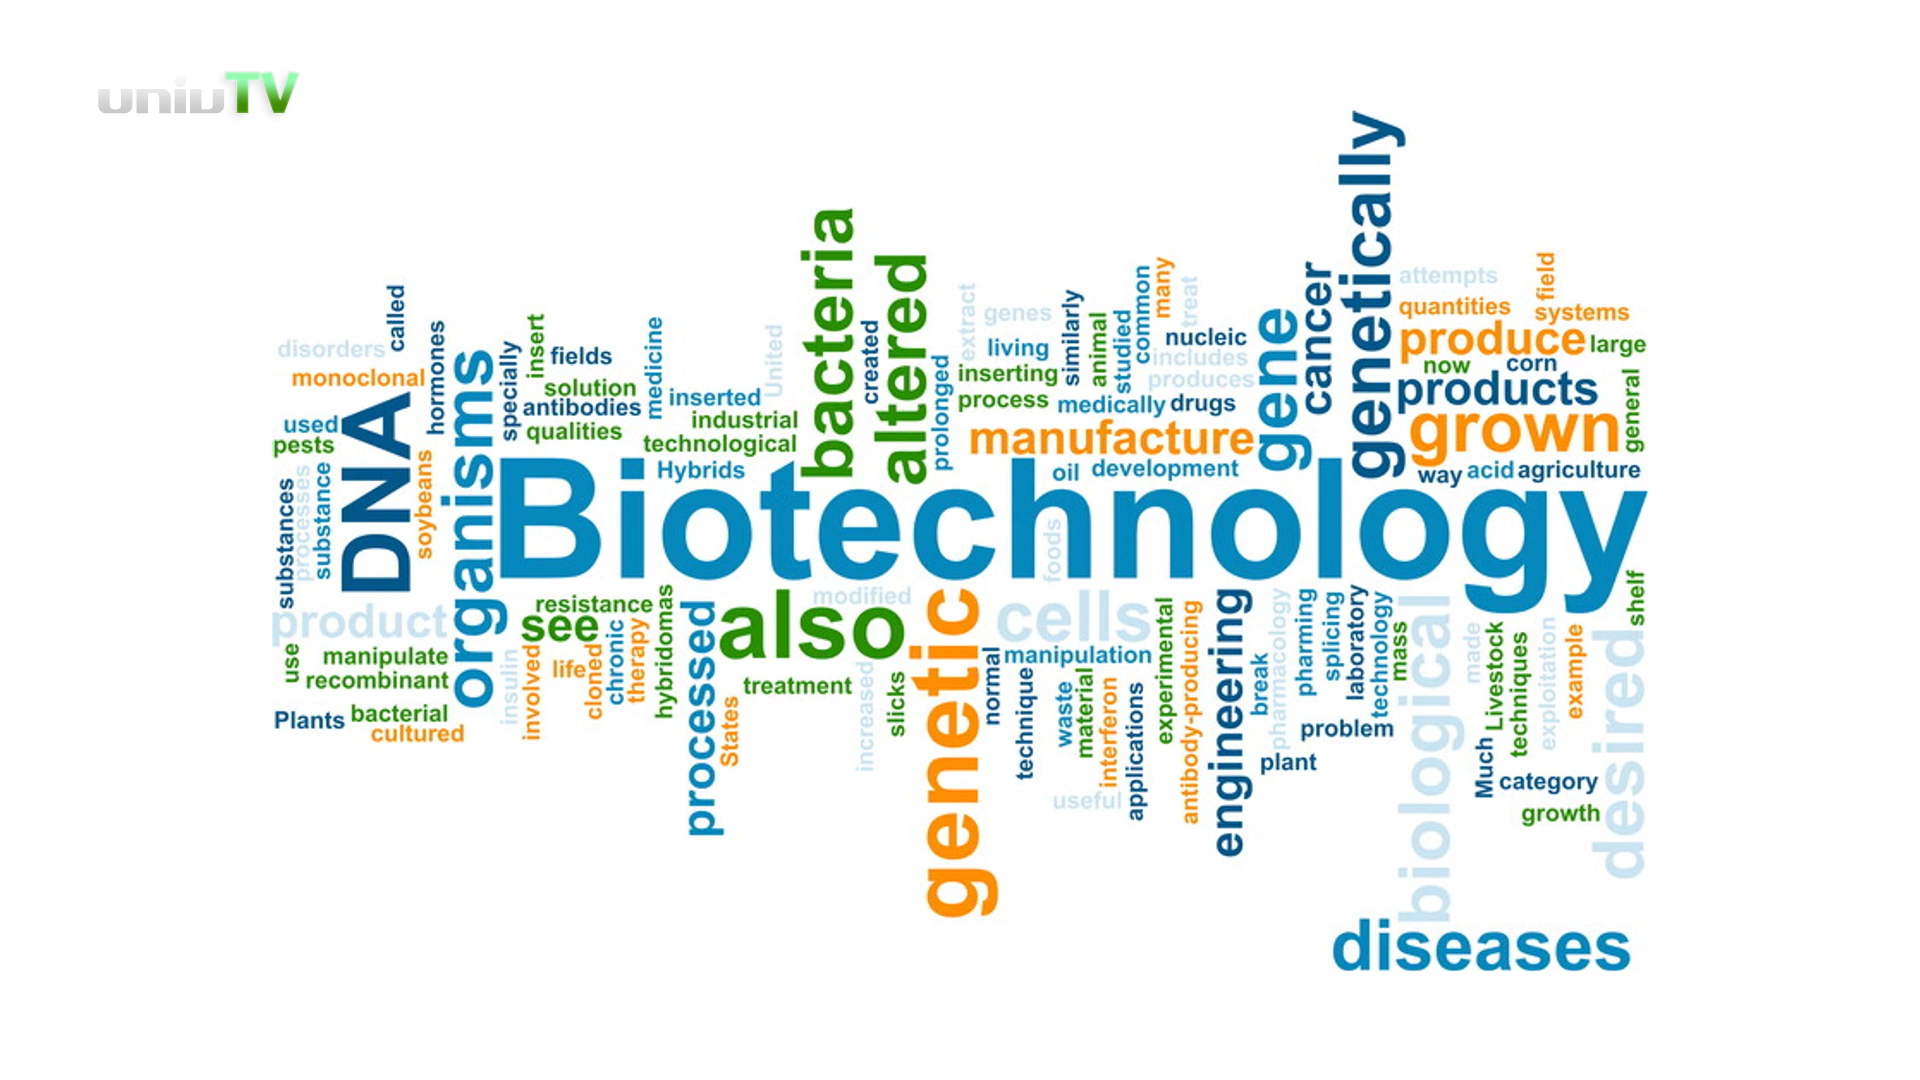 univTV
genetically
bacteria
altered
attempts
field
quantities
systems
produce
large
now
corn
products
general
grown
way
acid
agriculture
called
disorders
monoclonal
hormones
used
pests
DNA
organisms
specially
insert
fields
solution
antibodies
qualities
medicine
inserted
industrial
technological
Hybrids
United
created
prolonged
extract
genes
living
inserting
process
similarly
animal
studied
common
many
treat
nucleic
includes
produces
medically
drugs
manufacture
oil
development
gene
cancer
substances
processes
substance
soybeans
Biotechnology
foods
product
use
manipulate
recombinant
Plants
bacterial
cultured
resistance
see
insulin
involved
life
cloned
chronic
therapy
hybridomas
processed
States
also
modified
treatment
increased
slicks
genetic
cells
manipulation
normal
technique
waste
material
interferon
applications
useful
experimental
antibody-producing
engineering
break
pharmacology
pharming
splicing
laboratory
technology
mass
problem
plant
biological
made
Livestock
techniques
exploitation
example
shelf
desired
Much
category
growth
diseases